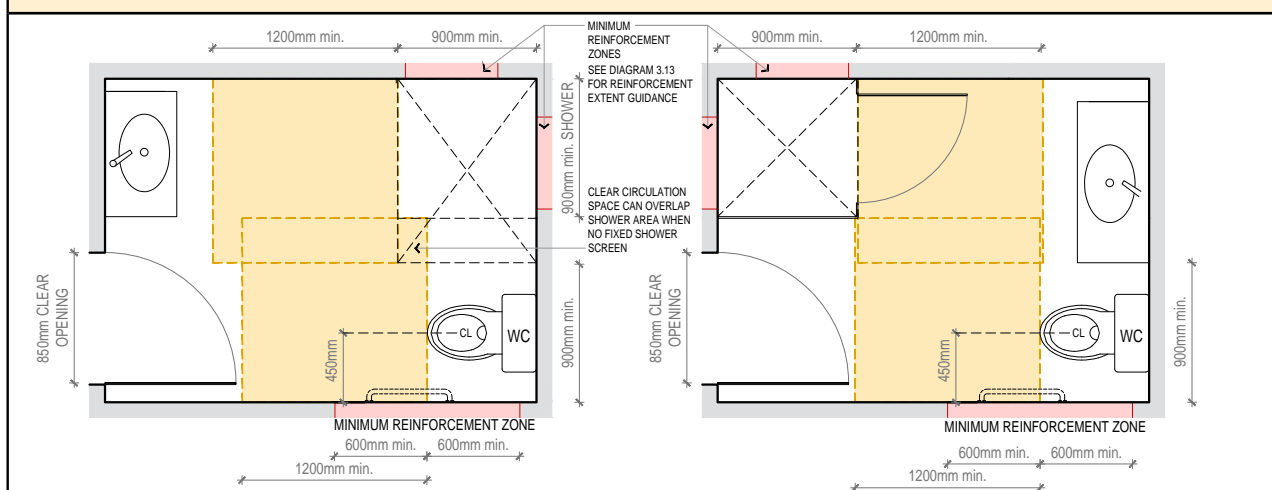 1200mm min.
900mm min.
MINIMUM
REINFORCEMENT
ZONES
SEE DIAGRAM 3.13
FOR REINFORCEMENT
EXTENT GUIDANCE
900mm min.
1200mm min.
900mm min. SHOWER
CLEAR CIRCULATION
SPACE CAN OVERLAP
SHOWER AREA WHEN
NO FIXED SHOWER
SCREEN
850mm CLEAR
OPENING
450mm
CL
WC
900mm min.
MINIMUM REINFORCEMENT ZONE
600mm min.
600mm min.
1200mm min.
850mm CLEAR
OPENING
450mm
CL
WC
900mm min.
MINIMUM REINFORCEMENT ZONE
600mm min.
600mm min.
1200mm min.